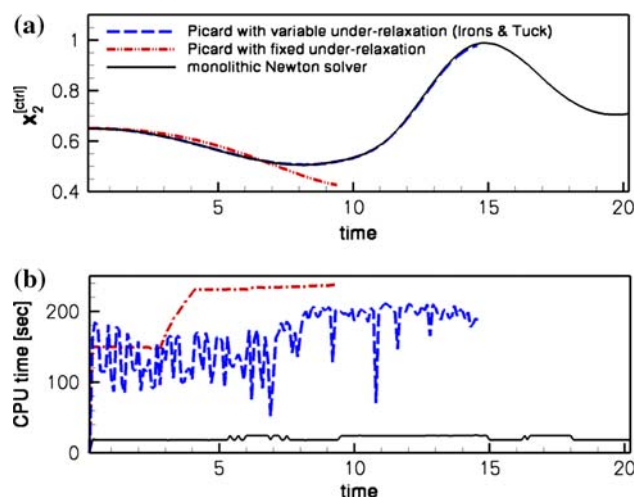 (a)
Picard with variable under-relaxation (Irons & Tuck)
Picard with fixed under-relaxation
monolithic Newton solver
x₂^[ctrl]
1
0.8
0.6
0.4
5
10
15
20
time
(b)
CPU time [sec]
200
100
0
5
10
15
20
time